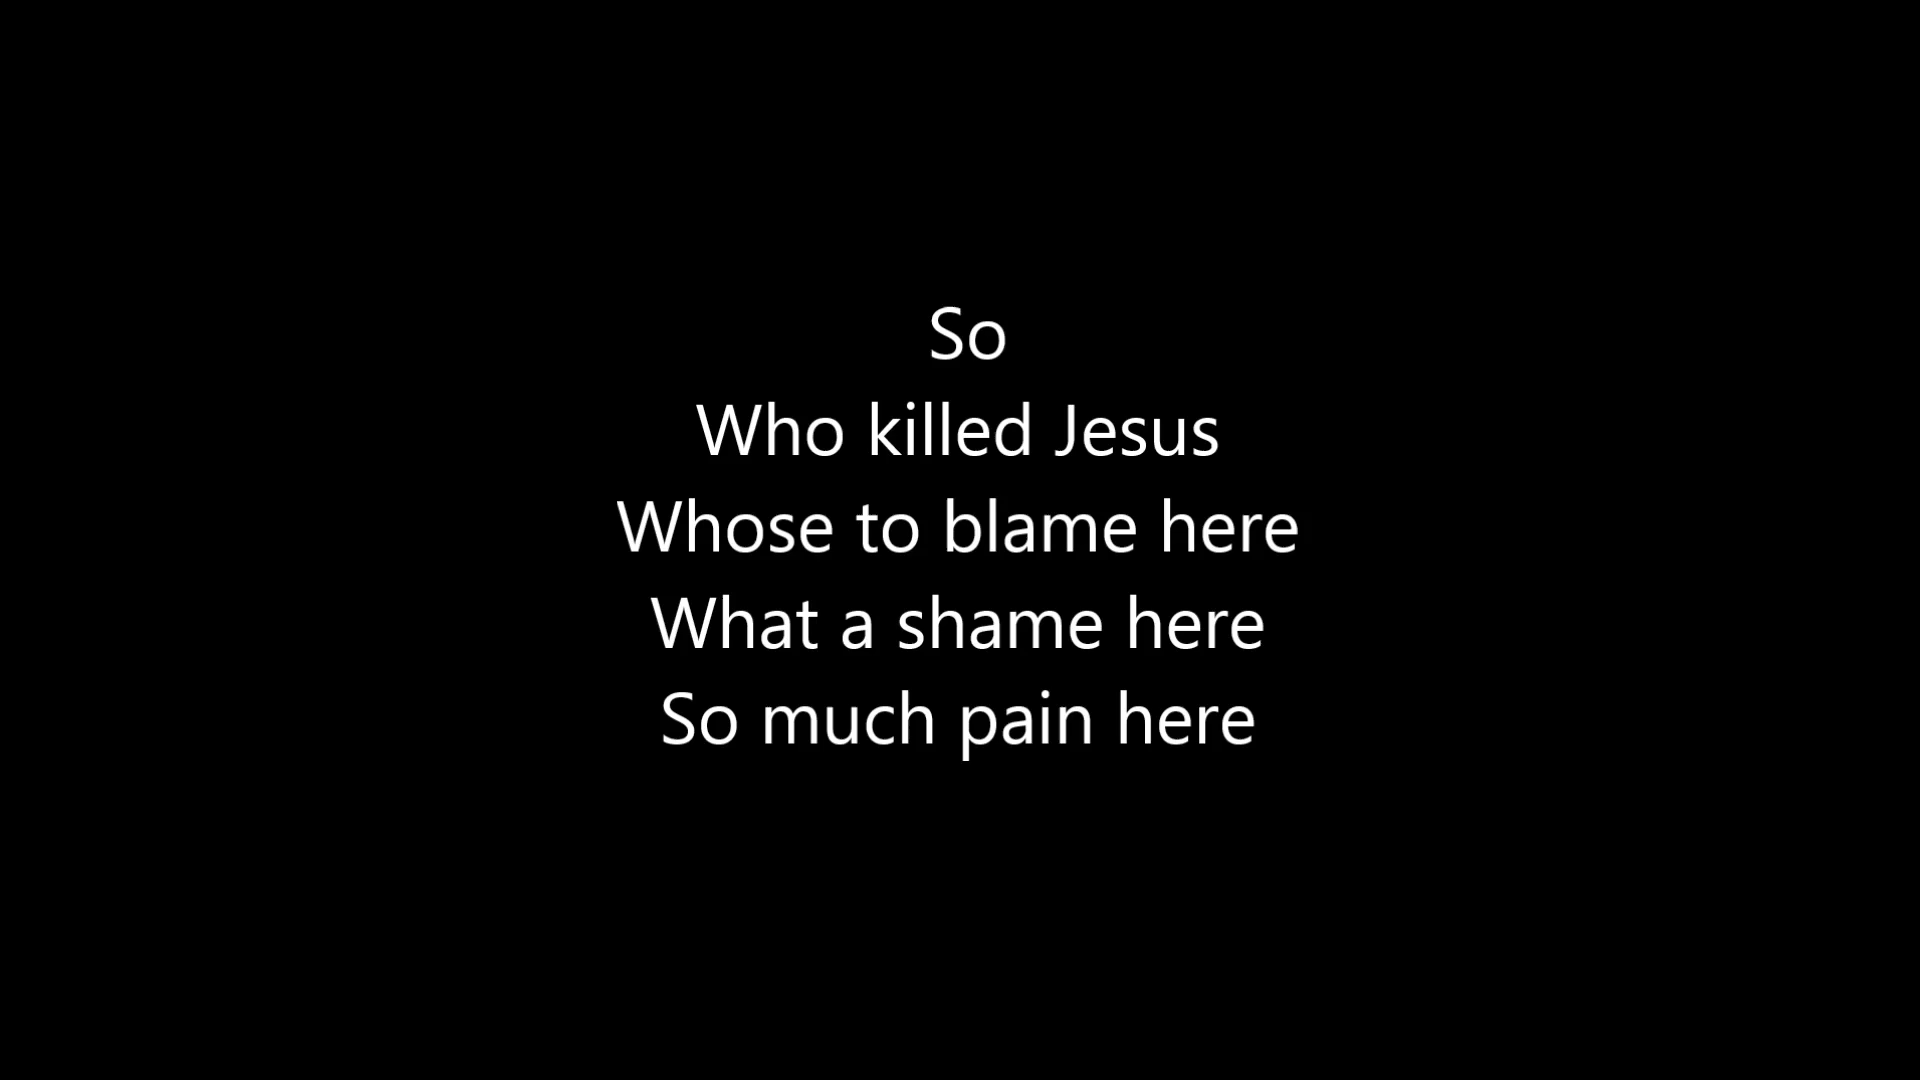 So
Who killed Jesus
Whose to blame here
What a shame here
So much pain here